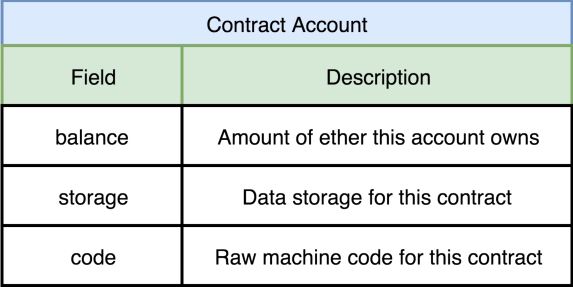 Contract Account
Field Description
balance Amount of ether this account owns
storage Data storage for this contract
code Raw machine code for this contract